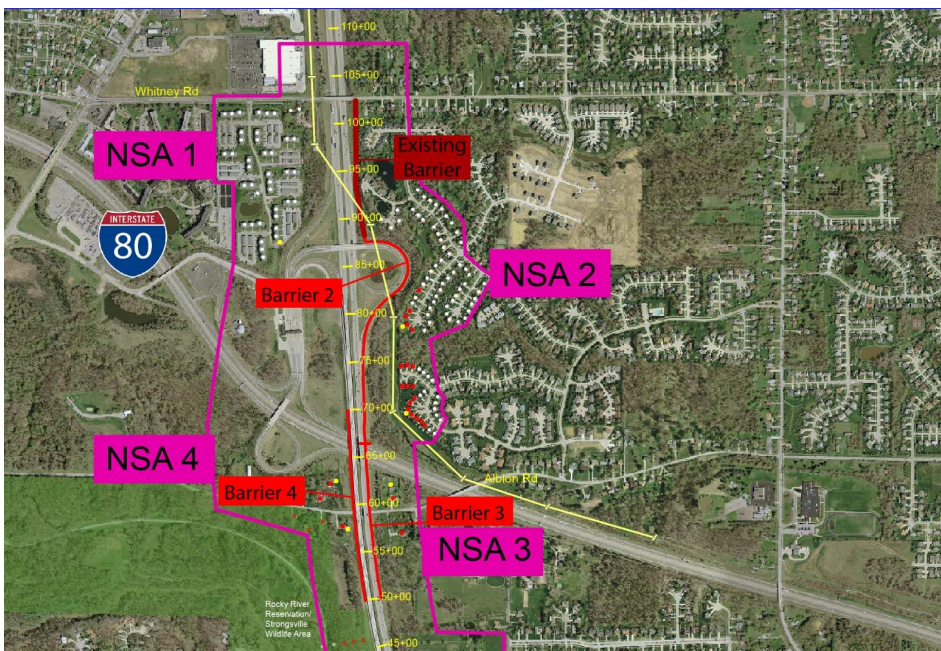 110+00
105+00
Whitney Rd
100+00
NSA 1
Existing
Barrier
95+00
90+00
INTERSTATE
80
85+00
NSA 2
Barrier 2
80+00
75+00
70+00
NSA 4
65+00
Albion Rd
Barrier 4
60+00
Barrier 3
55+00
NSA 3
50+00
Rocky River
Reservation/
Strongsville
Wildlife Area
45+00